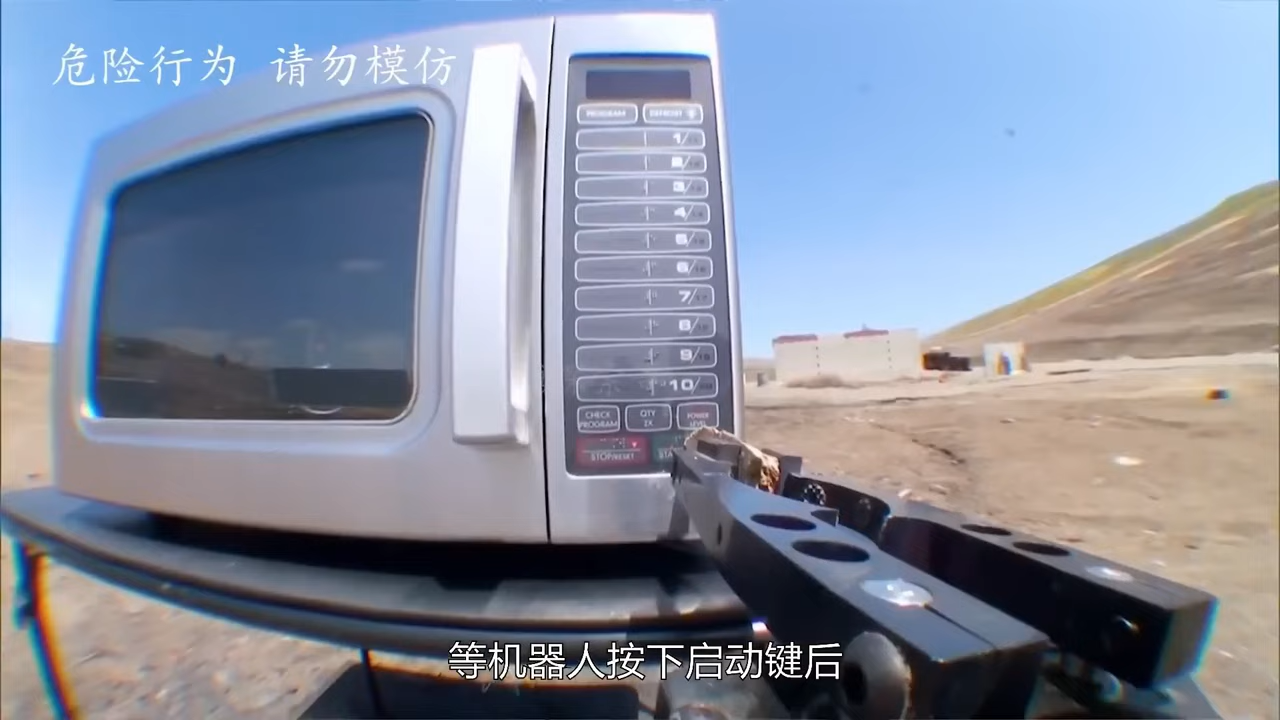 危险行为 请勿模仿
PROGRAM DEFROST
1/
2/
3/
4/
5/
6/
7/
8/
9/
10/
CHECK PROGRAM
QTY 2X
POWER LEVEL
STOP/RESET STA
等机器人按下启动键后